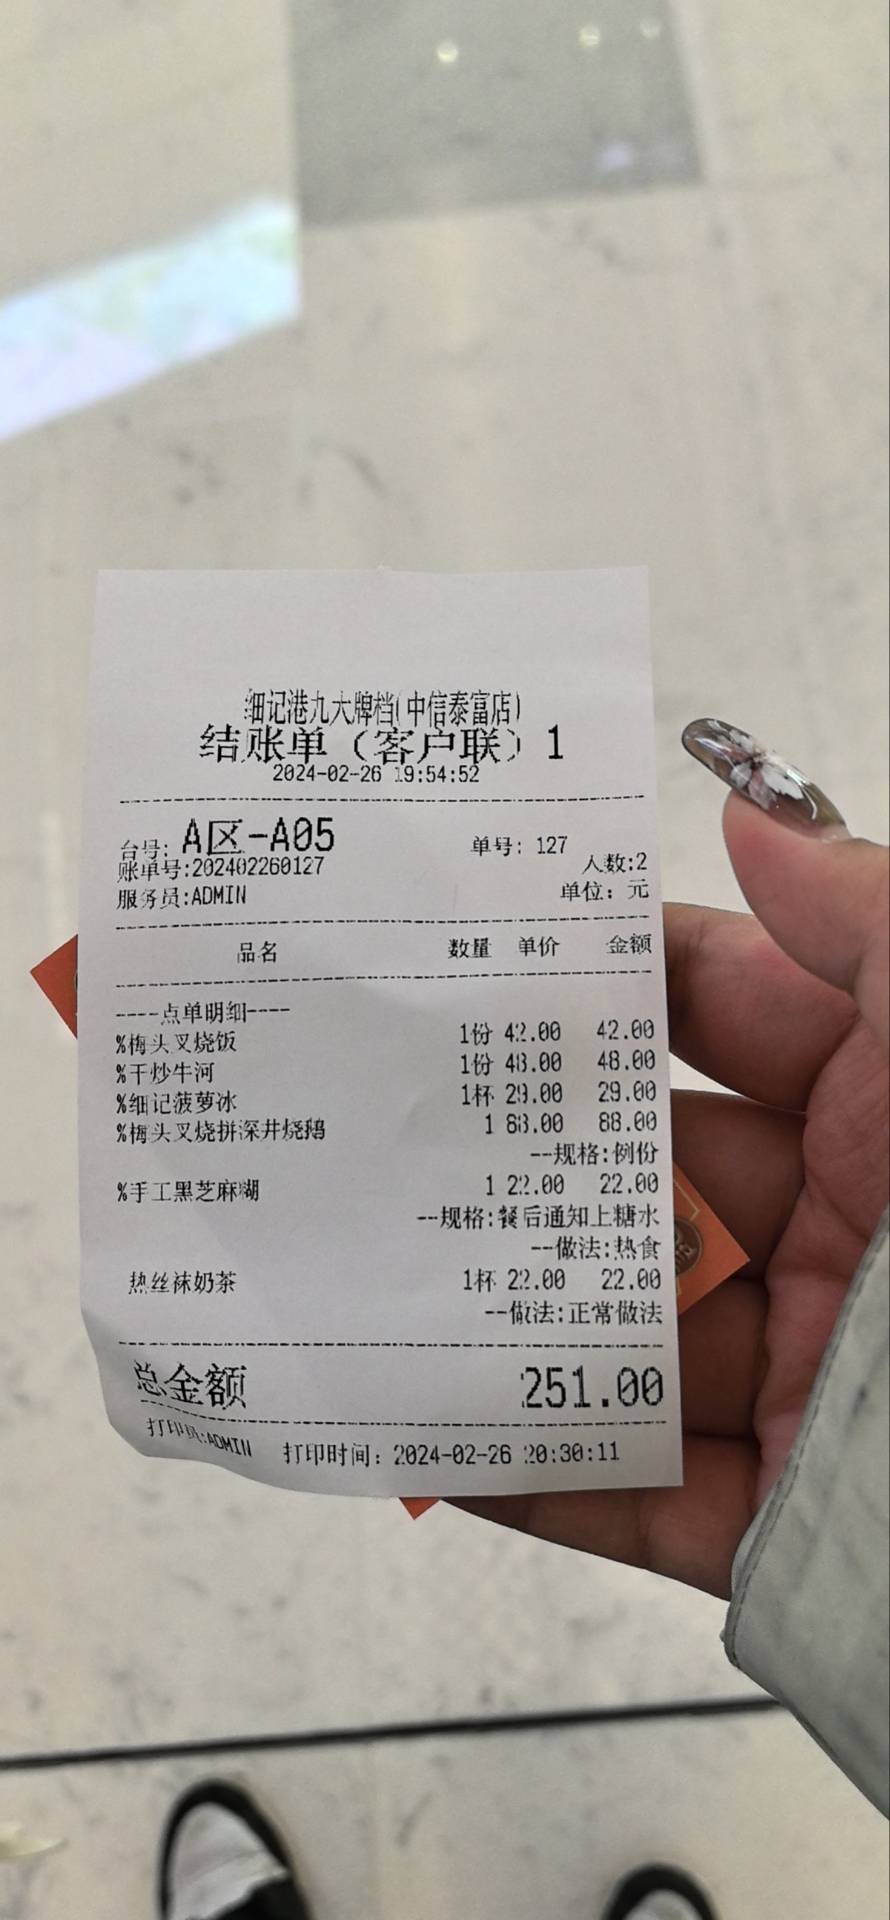 细记港九大牌档(中信泰富店)
结账单（客户联）1
2024-02-26 19:54:52
台号: A区-A05 单号: 127
账单号:202402260127 人数:2
服务员:ADMIN 单位: 元
品名 数量 单价 金额
----点单明细----
%梅头叉烧饭 1份 42.00 42.00
%干炒牛河 1份 48.00 48.00
%细记菠萝冰 1杯 29.00 29.00
%梅头叉烧拼深井烧鹅 1 88.00 88.00
--规格:例份
%手工黑芝麻糊 1 22.00 22.00
--规格:餐后通知上糖水
--做法:热食
热丝袜奶茶 1杯 22.00 22.00
--做法:正常做法
总金额 251.00
打印员:ADMIN 打印时间: 2024-02-26 20:30:11